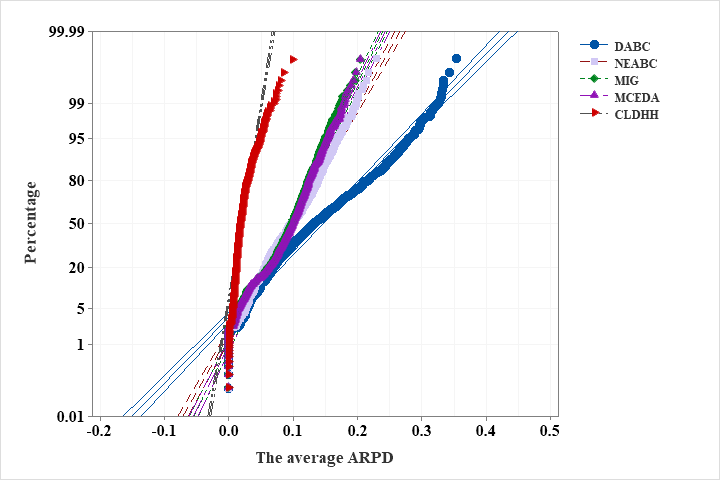 99.99
99
95
80
50
20
5
1
0.01
Percentage
-0.2 -0.1 0.0 0.1 0.2 0.3 0.4 0.5
The average ARPD
DABC
NEABC
MIG
MCEDA
CLDHH